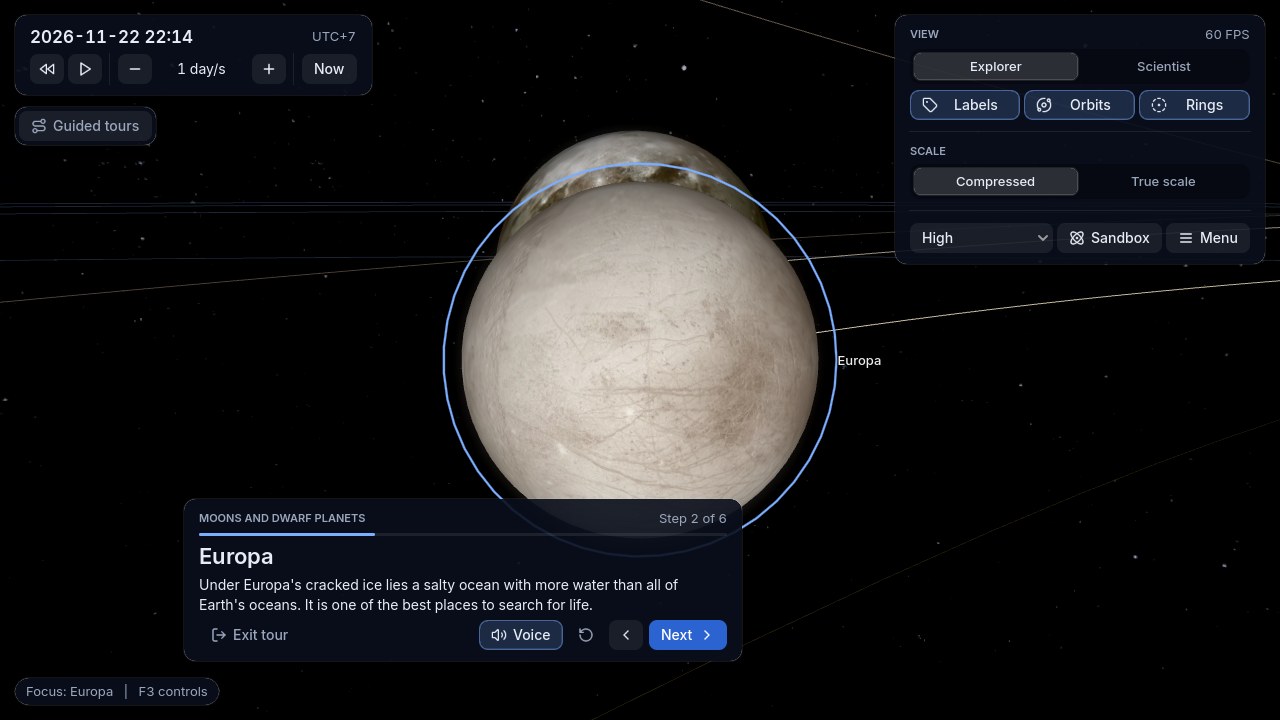 2026-11-22 22:14 UTC+7
1 day/s Now
Guided tours
VIEW 60 FPS
Explorer Scientist
Labels Orbits Rings
SCALE
Compressed True scale
High Sandbox Menu
Europa
MOONS AND DWARF PLANETS Step 2 of 6
Europa
Under Europa's cracked ice lies a salty ocean with more water than all of
Earth's oceans. It is one of the best places to search for life.
Exit tour Voice Next
Focus: Europa | F3 controls